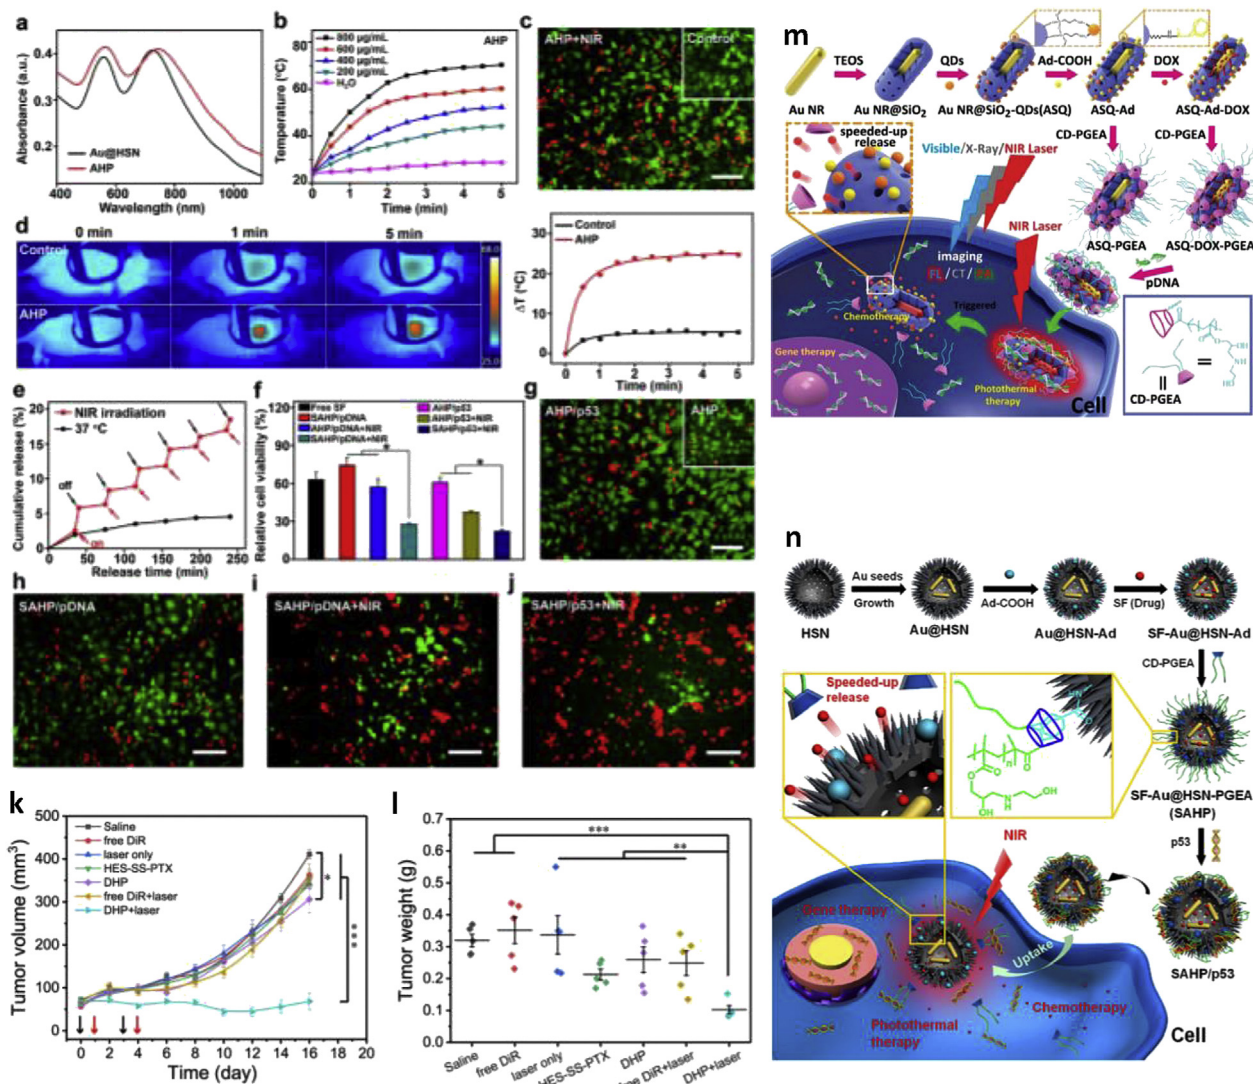 a
Absorbance (a.u.)
0.4
0.3
0.2
0.1
Au@HSN
AHP
400
600
800
1000
Wavelength (nm)
b
Temperature (°C)
80
60
40
20
800 μg/mL
600 μg/mL
400 μg/mL
200 μg/mL
H₂O
AHP
0
1
2
3
4
5
Time (min)
c
AHP+NIR
Control
d
0 min
1 min
5 min
Control
AHP
25.0
ΔT (°C)
30
20
10
0
Control
AHP
0
1
2
3
4
5
Time (min)
e
Cumulative release (%)
20
15
10
5
0
NIR irradiation
37 °C
off
on
0
50
100
150
200
250
Release time (min)
f
Relative cell viability (%)
120
90
60
30
0
Free SF
SAHP/pDNA
AHP/pDNA+NIR
SAHP/pDNA+NIR
AHP/p53
AHP/p53+NIR
SAHP/p53+NIR
*
*
g
AHP/p53
AHP
h
SAHP/pDNA
i
SAHP/pDNA+NIR
j
SAHP/p53+NIR
k
Tumor volume (mm³)
500
400
300
200
100
0
Saline
free DiR
laser only
HES-SS-PTX
DHP
free DiR+laser
DHP+laser
*
***
0
2
4
6
8
10
12
14
16
18
20
Time (day)
l
Tumor weight (g)
0.7
0.6
0.5
0.4
0.3
0.2
0.1
0.0
***
**
Saline
free DiR
laser only
HES-SS-PTX
DHP
free DiR+laser
DHP+laser
m
TEOS
QDs
Ad-COOH
DOX
Au NR
Au NR@SiO₂
Au NR@SiO₂-QDs(ASQ)
ASQ-Ad
ASQ-Ad-DOX
CD-PGEA
CD-PGEA
speeded-up
release
Visible/X-Ray/NIR Laser
ASQ-PGEA
ASQ-DOX-PGEA
NIR Laser
imaging
FL/CT/PA
pDNA
Triggered
Chemotherapy
Gene therapy
Photothermal
therapy
Cell
CD-PGEA
n
Au seeds
Growth
Ad-COOH
SF (Drug)
HSN
Au@HSN
Au@HSN-Ad
SF-Au@HSN-Ad
CD-PGEA
Speeded-up
release
HN
n
O
O
O
OH
N
H
OH
SF-Au@HSN-PGEA
(SAHP)
p53
NIR
Gene therapy
Uptake
SAHP/p53
Photothermal
therapy
Chemotherapy
Cell